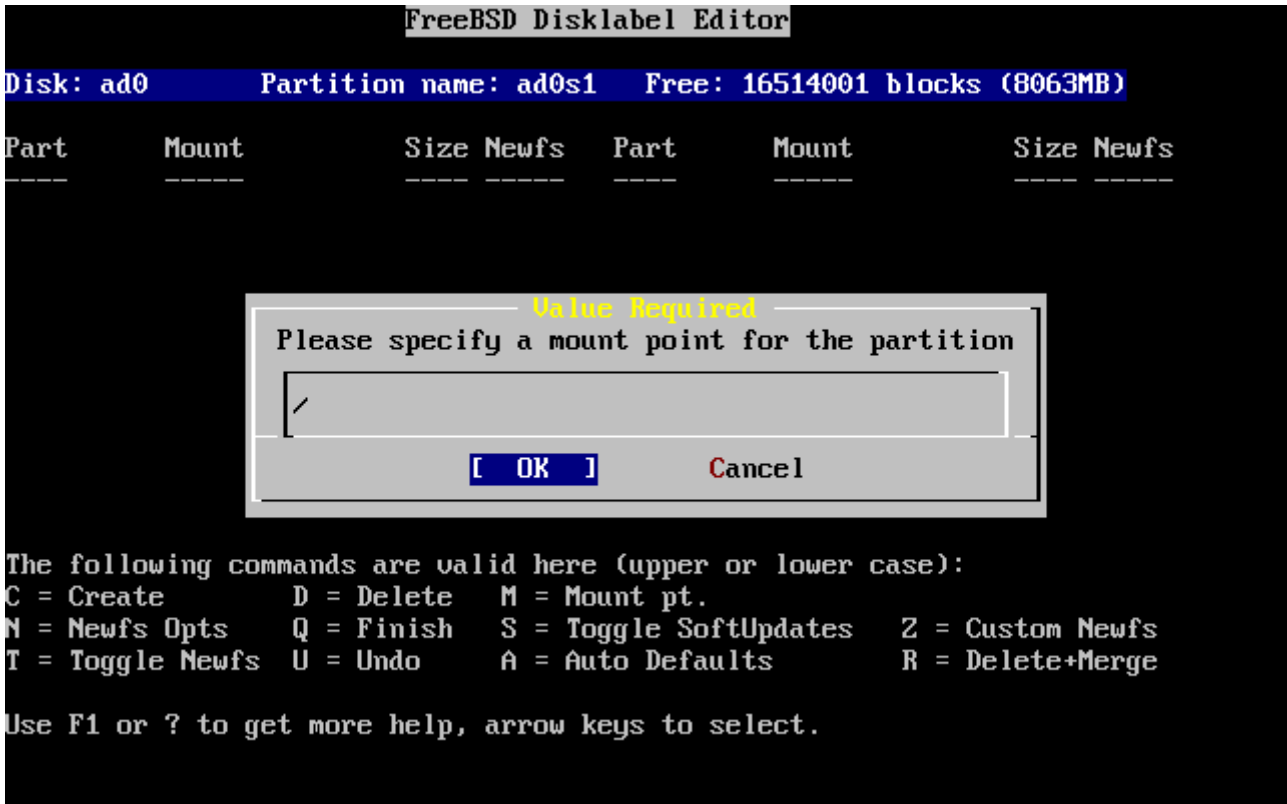 FreeBSD Disklabel Editor
Disk: ad0 Partition name: ad0s1 Free: 16514001 blocks (8063MB)
Part Mount Size Newfs Part Mount Size Newfs
---- ----- ---- ----- ---- ----- ---- -----
Value Required
Please specify a mount point for the partition
/
[ OK ] Cancel
The following commands are valid here (upper or lower case):
C = Create D = Delete M = Mount pt.
N = Newfs Opts Q = Finish S = Toggle SoftUpdates Z = Custom Newfs
T = Toggle Newfs U = Undo A = Auto Defaults R = Delete+Merge
Use F1 or ? to get more help, arrow keys to select.